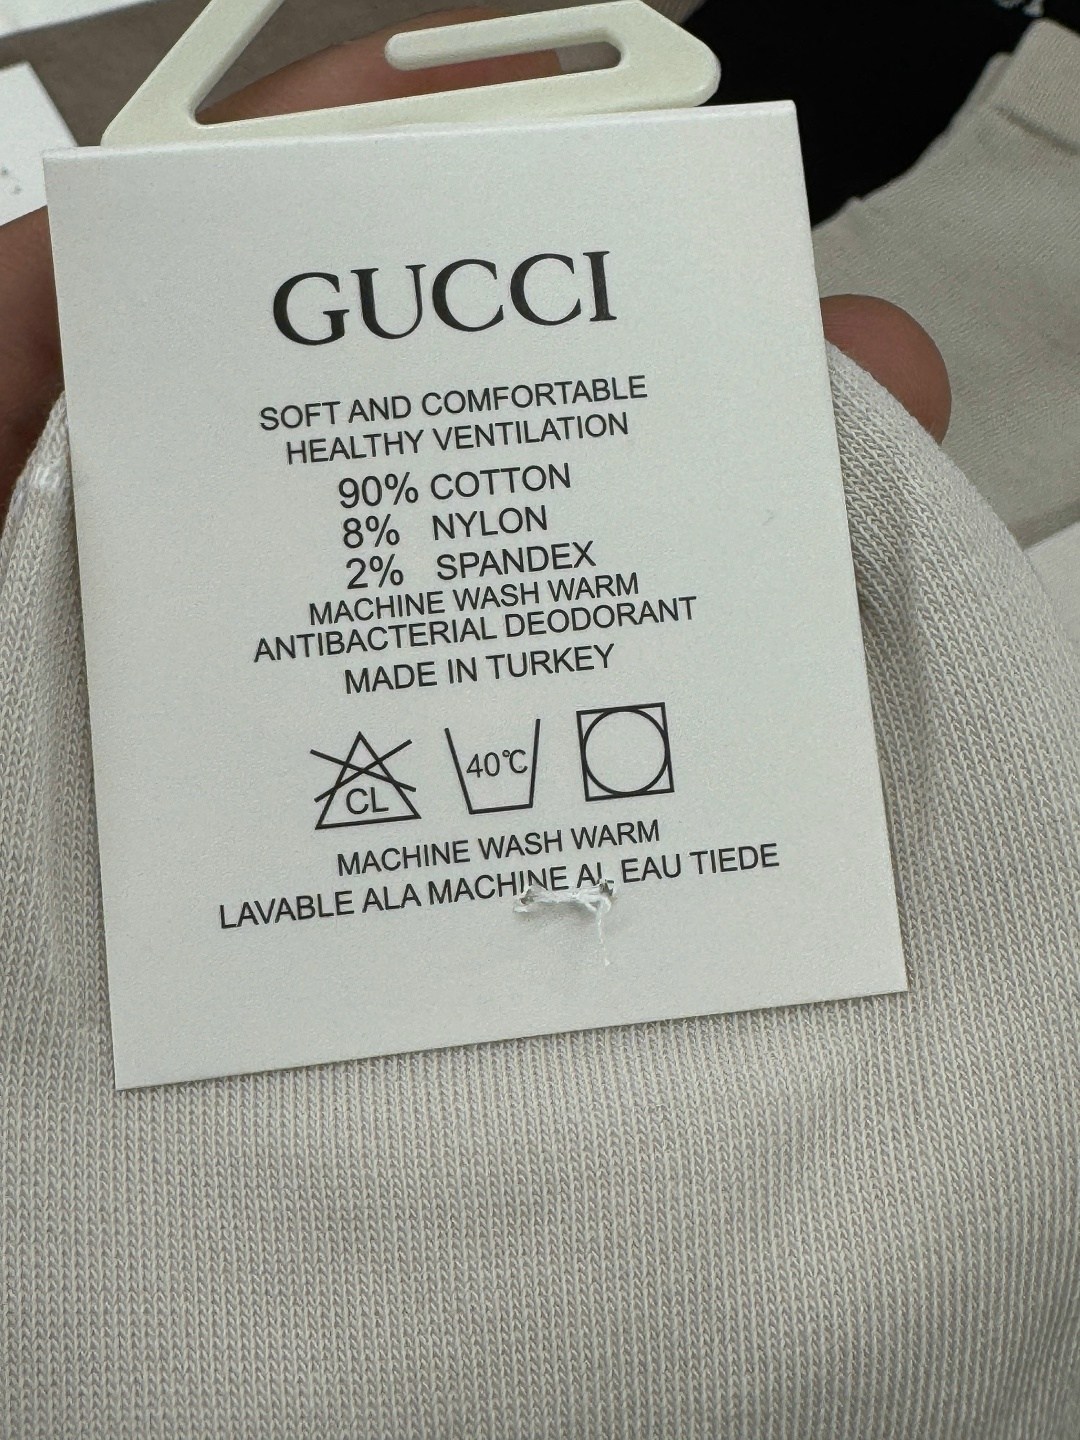 GUCCI
SOFT AND COMFORTABLE
HEALTHY VENTILATION
90% COTTON
8% NYLON
2% SPANDEX
MACHINE WASH WARM
ANTIBACTERIAL DEODORANT
MADE IN TURKEY
CL 40℃
MACHINE WASH WARM
LAVABLE ALA MACHINE AL EAU TIEDE